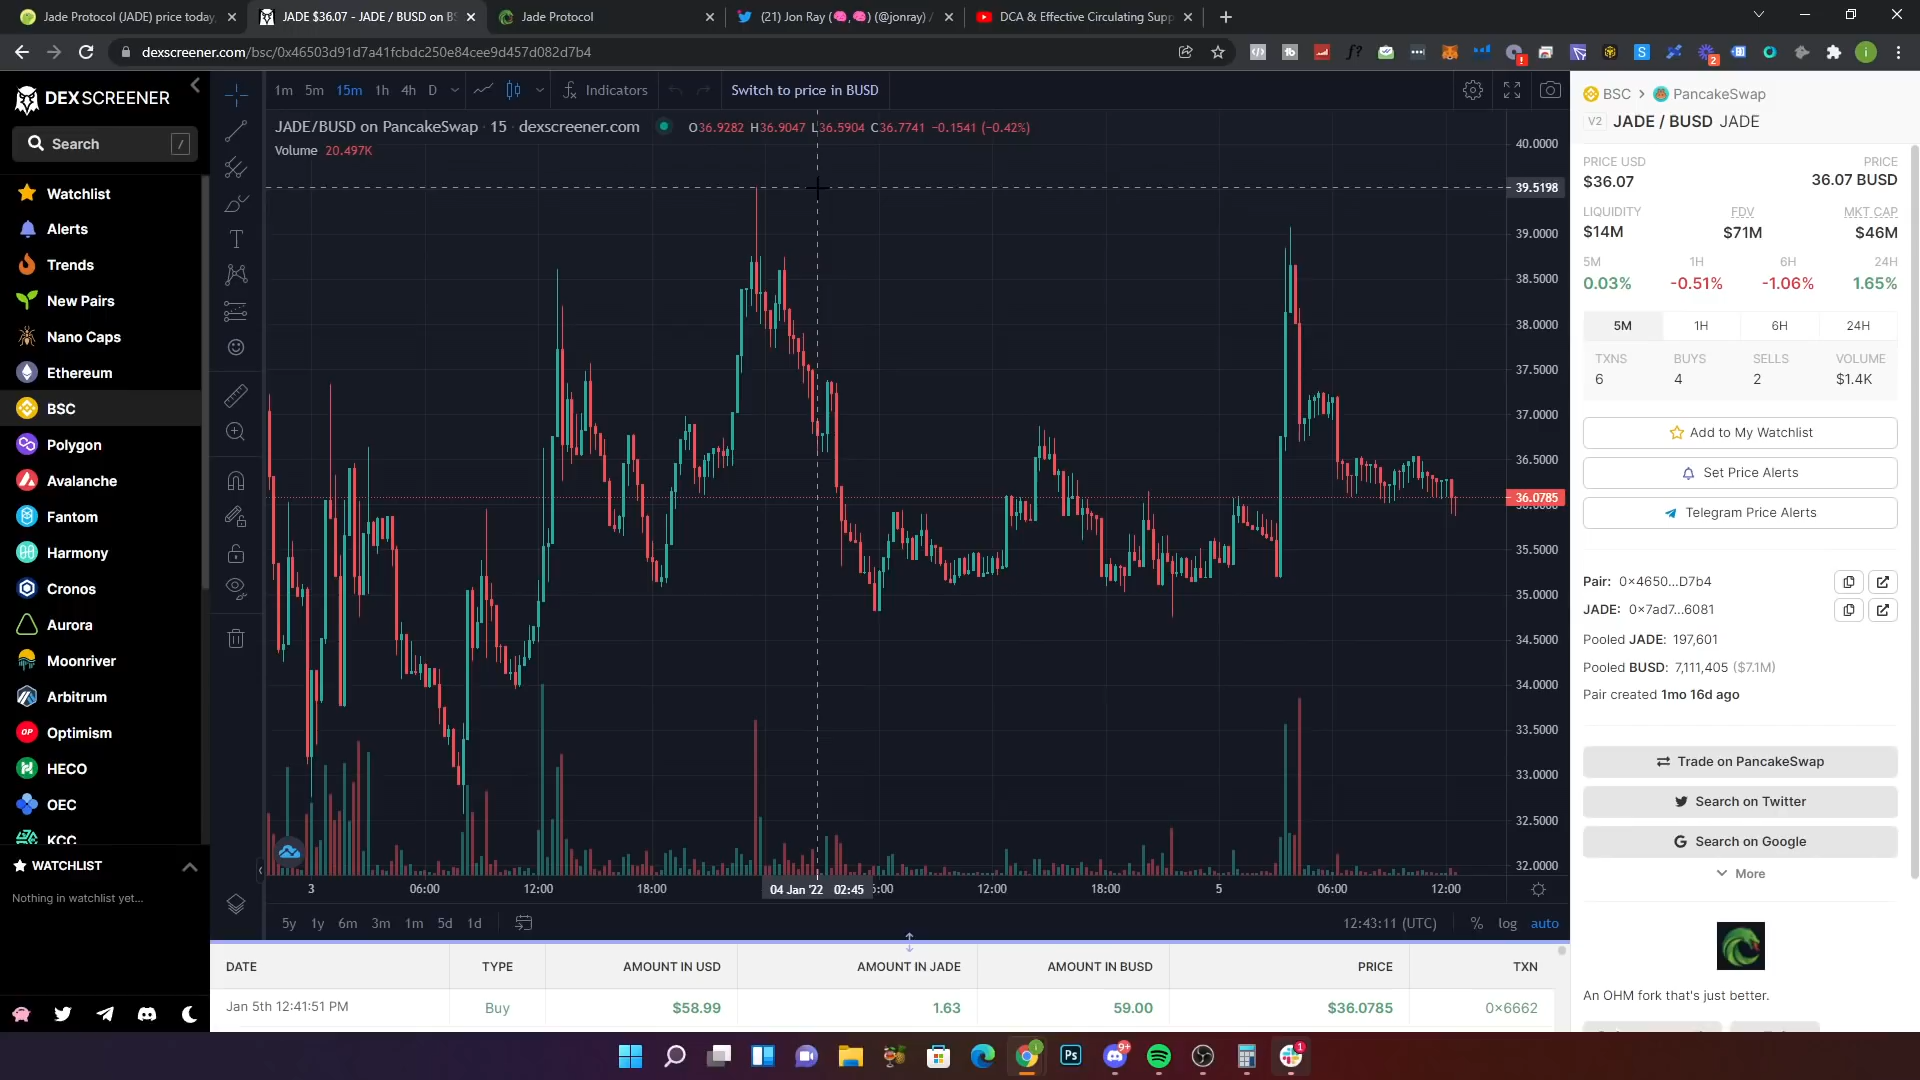 Jade Protocol (JADE) price today,
JADE $36.07 - JADE / BUSD on BS
Jade Protocol
(21) Jon Ray (🧠,🧠) (@jonray) /
DCA & Effective Circulating Supp
dexscreener.com/bsc/0x46503d91d7a41fcbdc250e84cee9d457d082d7b4
DEX SCREENER
Search /
Watchlist
Alerts
Trends
New Pairs
Nano Caps
Ethereum
BSC
Polygon
Avalanche
Fantom
Harmony
Cronos
Aurora
Moonriver
Arbitrum
Optimism
HECO
OEC
KCC
WATCHLIST
Nothing in watchlist yet...
1m 5m 15m 1h 4h D Indicators Switch to price in BUSD
JADE/BUSD on PancakeSwap · 15 · dexscreener.com O36.9282 H36.9047 L36.5904 C36.7741 −0.1541 (−0.42%)
Volume 20.497K
40.0000
39.5198
39.0000
38.5000
38.0000
37.5000
37.0000
36.5000
36.0785
35.5000
35.0000
34.5000
34.0000
33.5000
33.0000
32.5000
32.0000
3 06:00 12:00 18:00 04 Jan '22 02:45 12:00 18:00 5 06:00 12:00
5y 1y 6m 3m 1m 5d 1d 12:43:11 (UTC) % log auto
DATE TYPE AMOUNT IN USD AMOUNT IN JADE AMOUNT IN BUSD PRICE TXN
Jan 5th 12:41:51 PM Buy $58.99 1.63 59.00 $36.0785 0×6662
BSC > PancakeSwap
V2 JADE / BUSD JADE
PRICE USD PRICE
$36.07 36.07 BUSD
LIQUIDITY FDV MKT CAP
$14M $71M $46M
5M 1H 6H 24H
0.03% -0.51% -1.06% 1.65%
5M 1H 6H 24H
TXNS BUYS SELLS VOLUME
6 4 2 $1.4K
Add to My Watchlist
Set Price Alerts
Telegram Price Alerts
Pair: 0×4650...D7b4
JADE: 0×7ad7...6081
Pooled JADE: 197,601
Pooled BUSD: 7,111,405 ($7.1M)
Pair created 1mo 16d ago
Trade on PancakeSwap
Search on Twitter
Search on Google
More
An OHM fork that's just better.